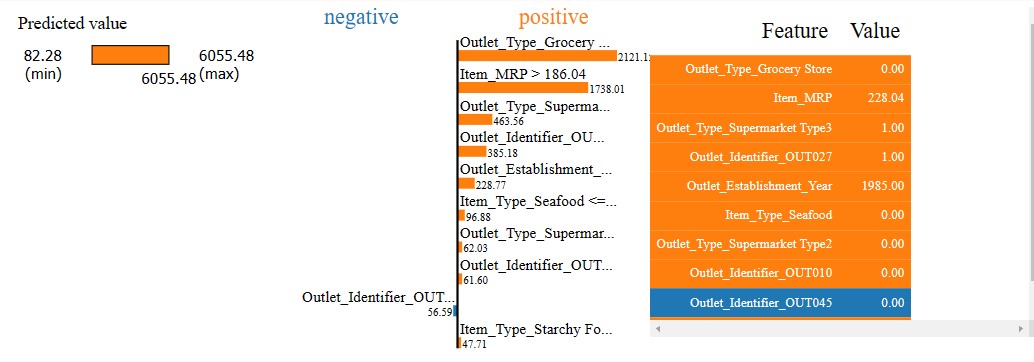 Predicted value
82.28
(min)
6055.48
6055.48
(max)
negative
positive
Outlet_Type_Grocery ...
2121.1
Item_MRP > 186.04
1738.01
Outlet_Type_Superma...
463.56
Outlet_Identifier_OU...
385.18
Outlet_Establishment_...
228.77
Item_Type_Seafood <=...
96.88
Outlet_Type_Supermar...
62.03
Outlet_Identifier_OUT...
61.60
Outlet_Identifier_OUT...
56.59
Item_Type_Starchy Fo...
47.71
Feature Value
Outlet_Type_Grocery Store 0.00
Item_MRP 228.04
Outlet_Type_Supermarket Type3 1.00
Outlet_Identifier_OUT027 1.00
Outlet_Establishment_Year 1985.00
Item_Type_Seafood 0.00
Outlet_Type_Supermarket Type2 0.00
Outlet_Identifier_OUT010 0.00
Outlet_Identifier_OUT045 0.00